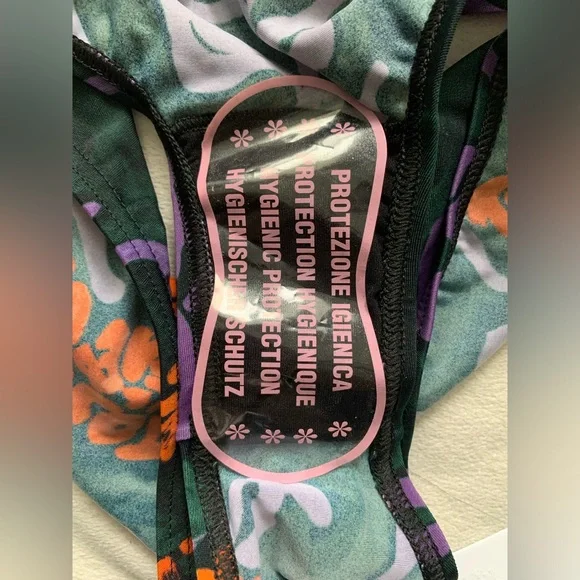 PROTEZIONE IGIENICA
PROTECTION HYGIENIQUE
HYGIENIC PROTECTION
HYGIENISCHER SCHUTZ